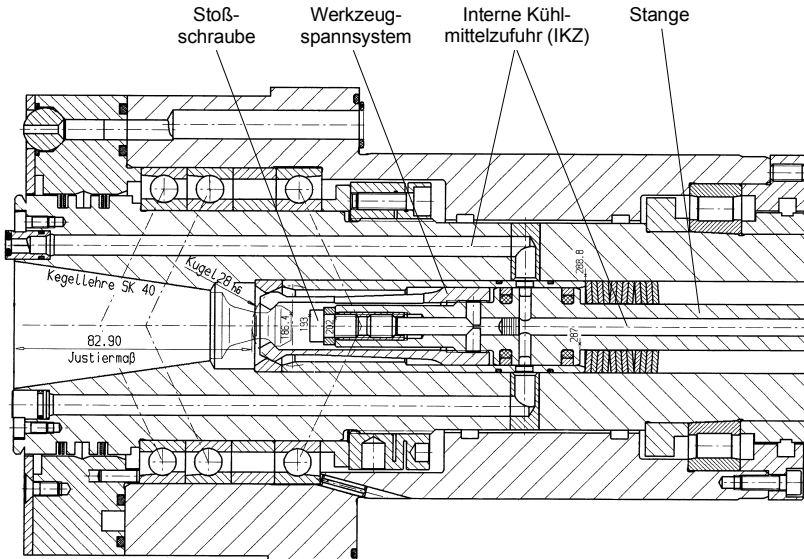 Stoß-
schraube
Werkzeug-
spannsystem
Interne Kühl-
mittelzufuhr (IKZ)
Stange
Kegellehre SK 40
Kugel 28 h6
82.90
Justiermaß
86.4
193
202
288.8
287